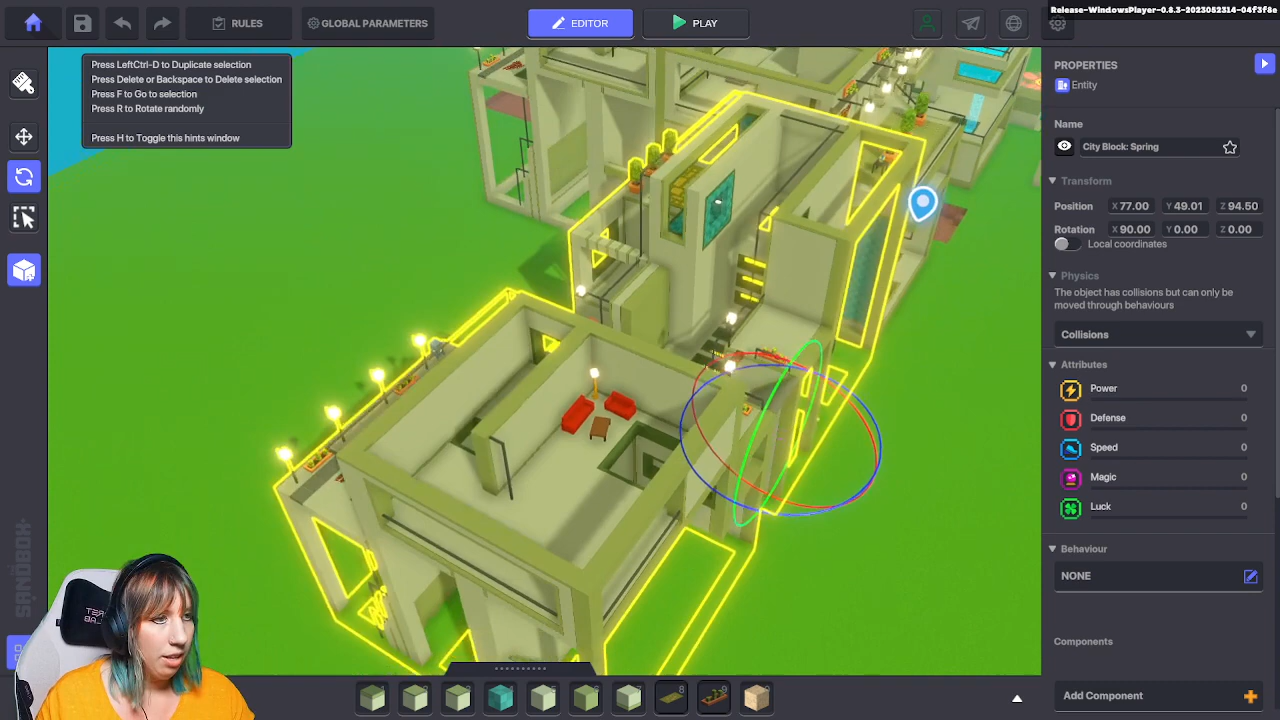 Release-WindowsPlayer-0.8.3-2023082314-04f3f8c
RULES
GLOBAL PARAMETERS
EDITOR
PLAY
Press LeftCtrl-D to Duplicate selection
Press Delete or Backspace to Delete selection
Press F to Go to selection
Press R to Rotate randomly
Press H to Toggle this hints window
PROPERTIES
Entity
Name
City Block: Spring
Transform
Position X 77.00 Y 49.01 Z 94.50
Rotation X 90.00 Y 0.00 Z 0.00
Local coordinates
Physics
The object has collisions but can only be
moved through behaviours
Collisions
Attributes
Power 0
Defense 0
Speed 0
Magic 0
Luck 0
Behaviour
NONE
Components
Add Component
SANDBOX
8
9